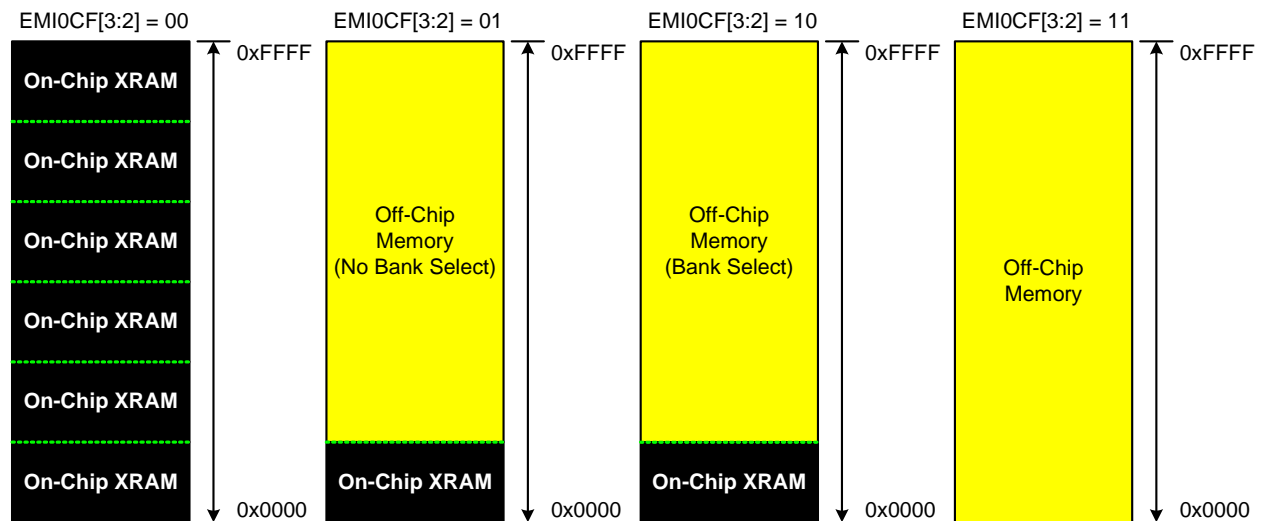 EMI0CF[3:2] = 00
0xFFFF
On-Chip XRAM
On-Chip XRAM
On-Chip XRAM
On-Chip XRAM
On-Chip XRAM
On-Chip XRAM
0x0000
EMI0CF[3:2] = 01
0xFFFF
Off-Chip
Memory
(No Bank Select)
On-Chip XRAM
0x0000
EMI0CF[3:2] = 10
0xFFFF
Off-Chip
Memory
(Bank Select)
On-Chip XRAM
0x0000
EMI0CF[3:2] = 11
0xFFFF
Off-Chip
Memory
0x0000